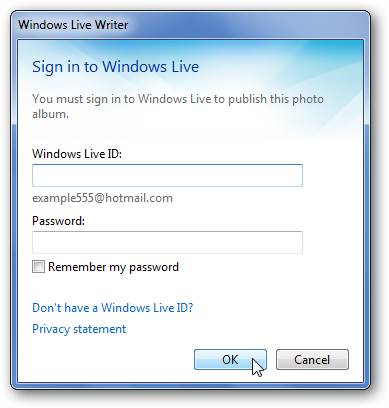 Windows Live Writer
Sign in to Windows Live
You must sign in to Windows Live to publish this photo
album.
Windows Live ID:
example555@hotmail.com
Password:
Remember my password
Don't have a Windows Live ID?
Privacy statement
OK
Cancel